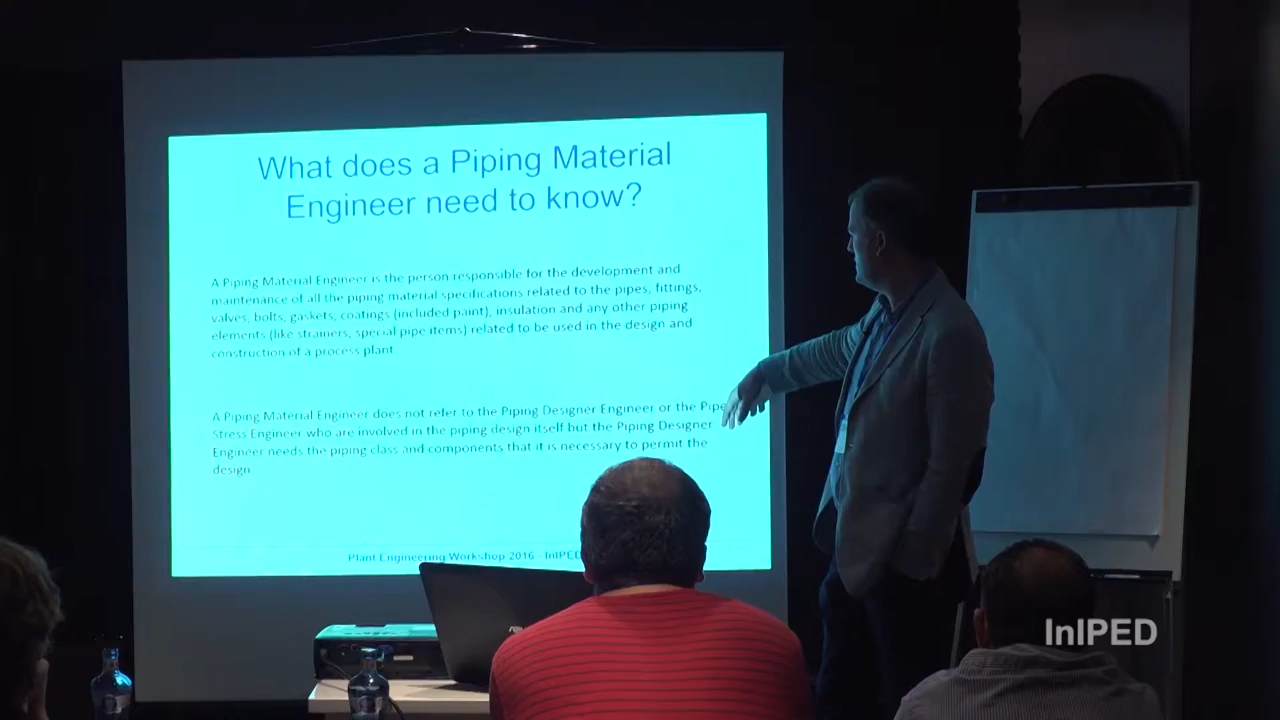 What does a Piping Material
Engineer need to know?
A Piping Material Engineer is the person responsible for the development and
maintenance of all the piping material specifications related to the pipes, fittings,
valves, bolts, gaskets, coatings (included paint), insulation and any other piping
elements (like strainers, special pipe items) related to be used in the design and
construction of a process plant
A Piping Material Engineer does not refer to the Piping Designer Engineer or the Pipe
Stress Engineer who are involved in the piping design itself but the Piping Designer
Engineer needs the piping class and components that it is necessary to permit the
design
Plant Engineering Workshop 2016 - InIPED
InIPED